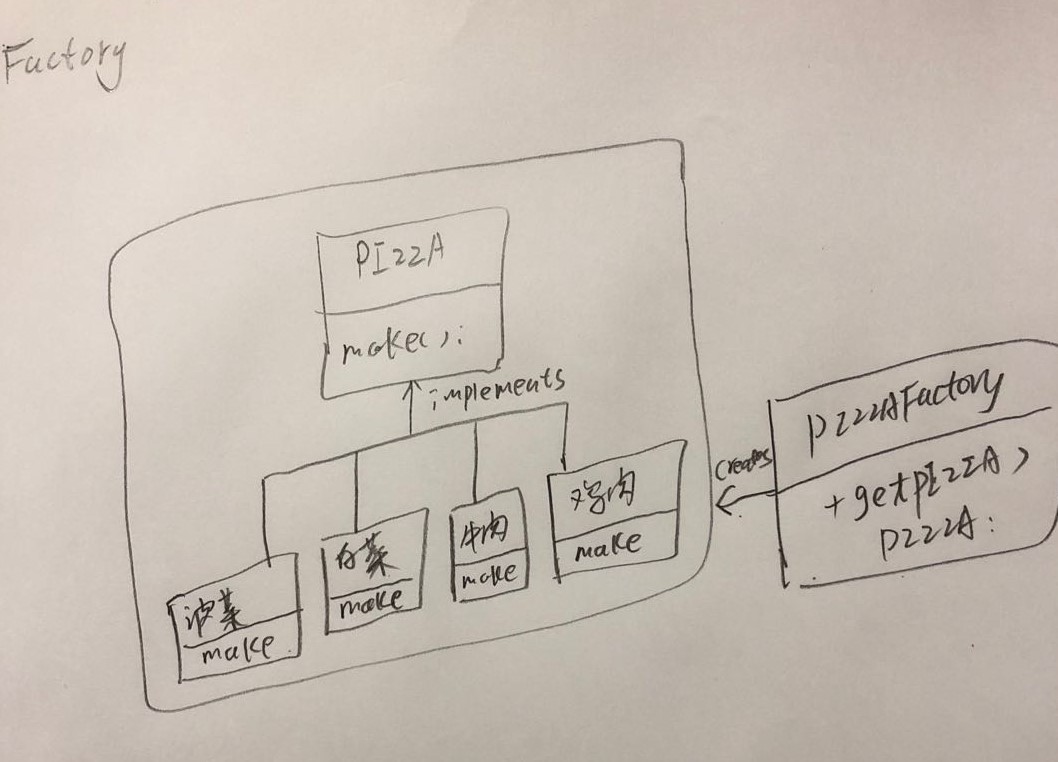 Factory
PIZZA
make();
implements
鸡肉
make
牛肉
make
白菜
make
波菜
make
creates
PIZZAFactory
+getPIZZA)
PIZZA: